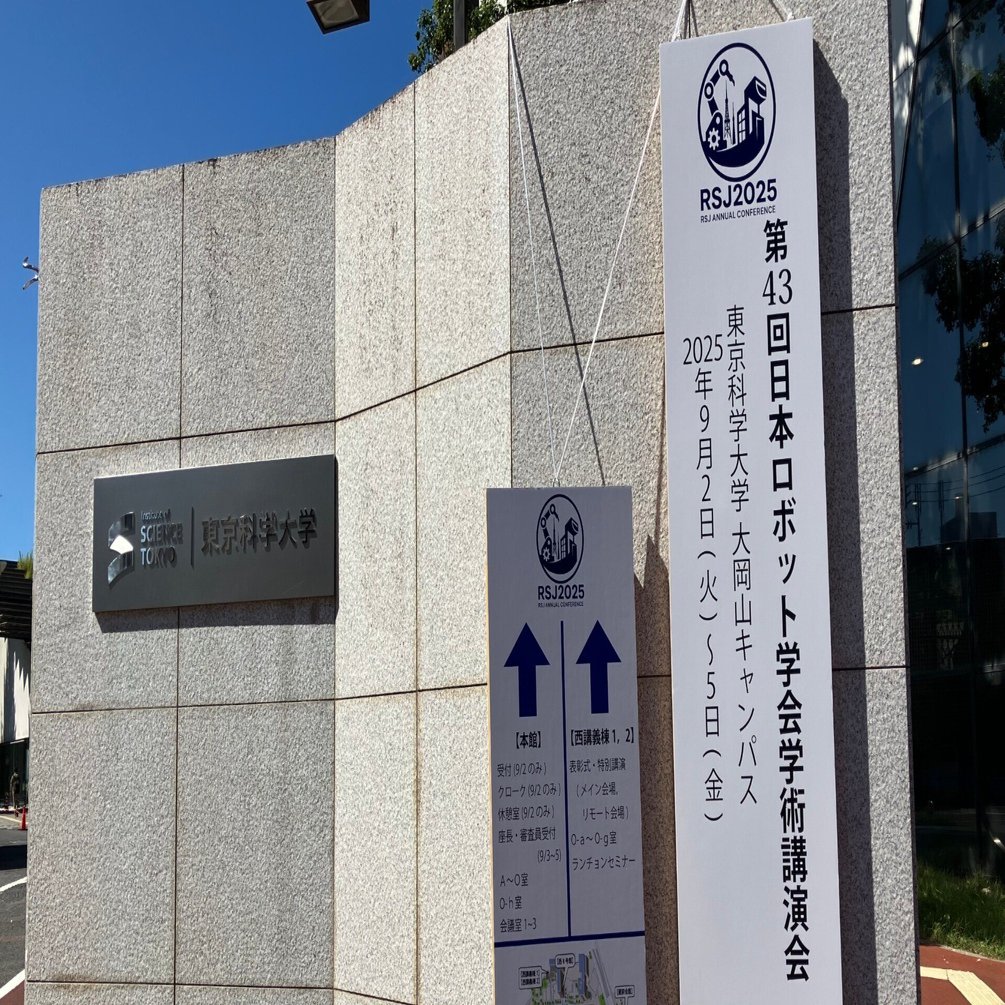 Institute of
SCIENCE
TOKYO
東京科学大学
RSJ2025
RSJ ANNUAL CONFERENCE
第43回日本ロボット学会学術講演会
東京科学大学 大岡山キャンパス
2025年9月2日(火)〜5日(金)
RSJ2025
RSJ ANNUAL CONFERENCE
【本館】
受付(9/2のみ)
クローク(9/2のみ)
休憩室(9/2のみ)
座長・審査員受付
(9/3~5)
A〜O室
O-h室
会議室1~3
【西講義棟1, 2】
表彰式・特別講演
(メイン会場,
リモート会場)
O-a〜O-g室
ランチョンセミナー